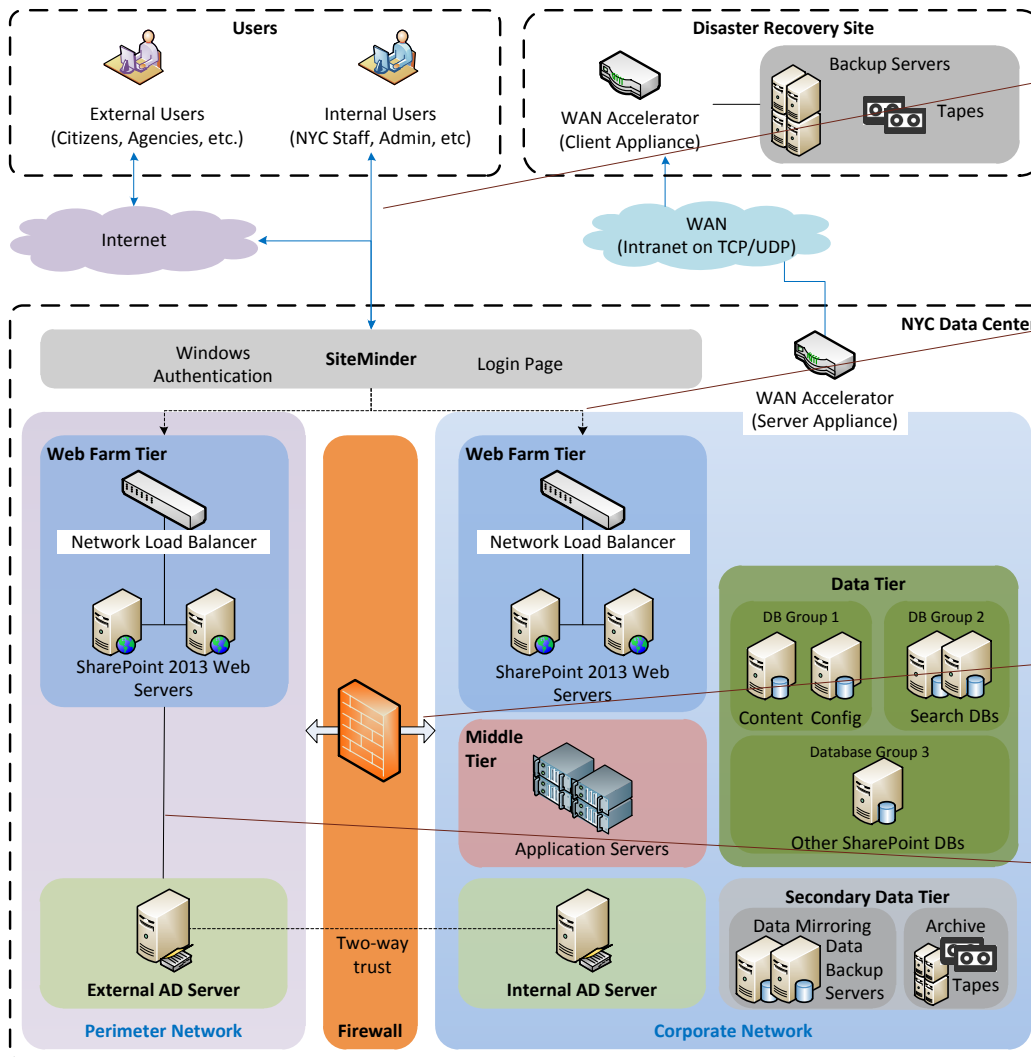 Users
External Users
(Citizens, Agencies, etc.)
Internal Users
(NYC Staff, Admin, etc)
Disaster Recovery Site
WAN Accelerator
(Client Appliance)
Backup Servers
Tapes
Internet
WAN
(Intranet on TCP/UDP)
NYC Data Center
Windows
Authentication
SiteMinder
Login Page
WAN Accelerator
(Server Appliance)
Web Farm Tier
Network Load Balancer
SharePoint 2013 Web
Servers
Web Farm Tier
Network Load Balancer
SharePoint 2013 Web
Servers
Data Tier
DB Group 1
Content
Config
DB Group 2
Search DBs
Database Group 3
Other SharePoint DBs
Middle
Tier
Application Servers
External AD Server
Two-way
trust
Internal AD Server
Secondary Data Tier
Data Mirroring
Data
Backup
Servers
Archive
Tapes
Perimeter Network
Firewall
Corporate Network